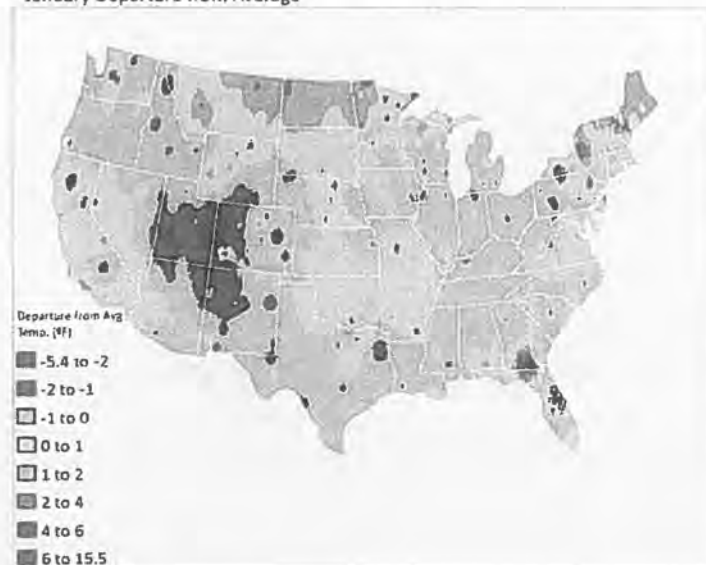 Departure from Avg
Temp. (°F)
-5.4 to -2
-2 to -1
-1 to 0
0 to 1
1 to 2
2 to 4
4 to 6
6 to 15.5